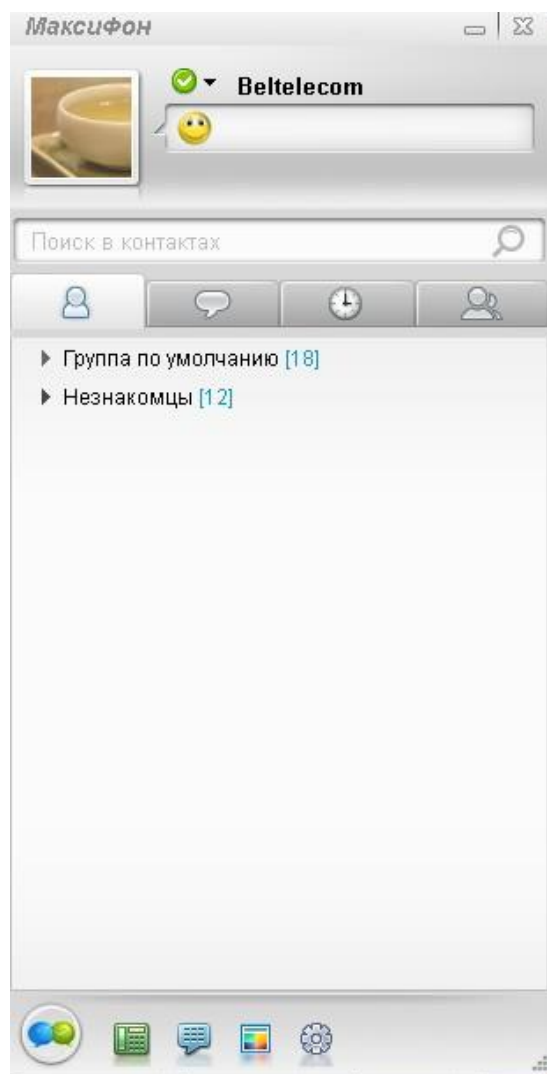 Максифон
Beltelecom
Поиск в контактах
Группа по умолчанию [18]
Незнакомцы [12]